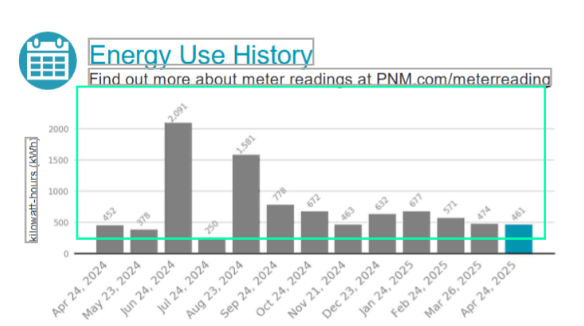 Energy Use History
Find out more about meter readings at PNM.com/meterreading
kilowatt-hours (kWh)
2000
1500
1000
500
0
452
378
2,091
250
1,581
778
672
463
632
677
571
474
461
Apr 24, 2024
May 23, 2024
Jun 24, 2024
Jul 24, 2024
Aug 23, 2024
Sep 24, 2024
Oct 24, 2024
Nov 21, 2024
Dec 23, 2024
Jan 24, 2025
Feb 24, 2025
Mar 26, 2025
Apr 24, 2025